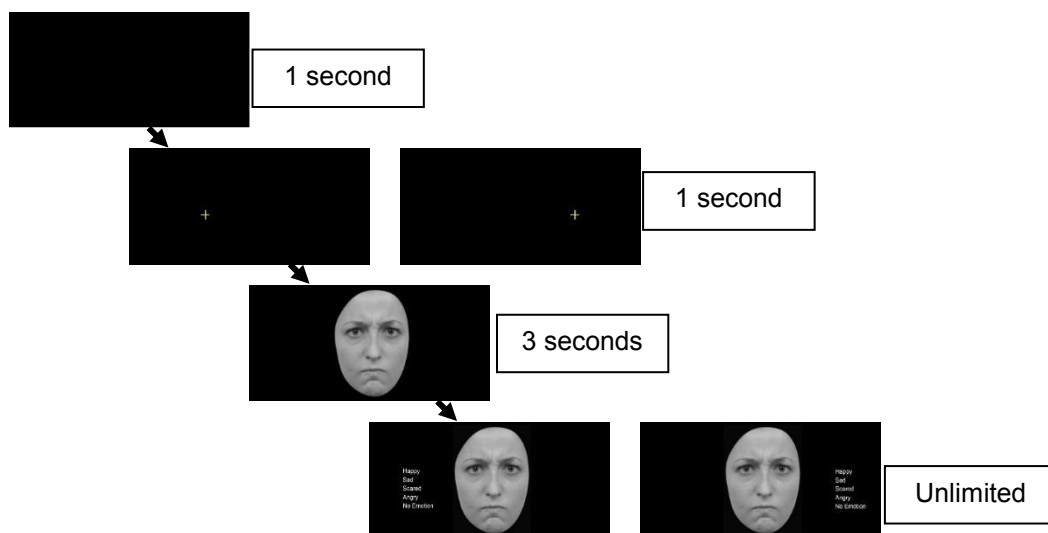 1 second
1 second
3 seconds
Happy
Sad
Scared
Angry
No Emotion
Happy
Sad
Scared
Angry
No Emotion
Unlimited